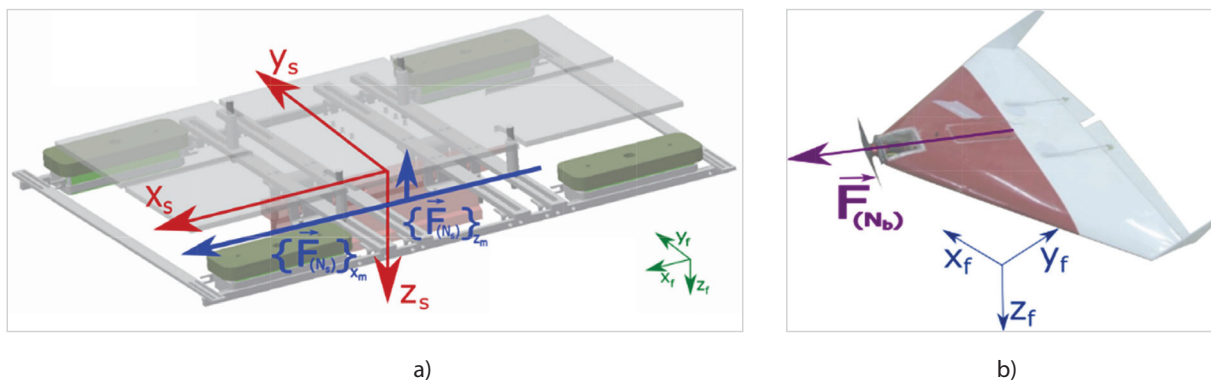 y_s
x_s
z_s
{F⃗_(N_s)}_z_m
{F⃗_(N_s)}_x_m
y_f
x_f
z_f
F⃗_(N_b)
x_f
y_f
z_f
a)
b)